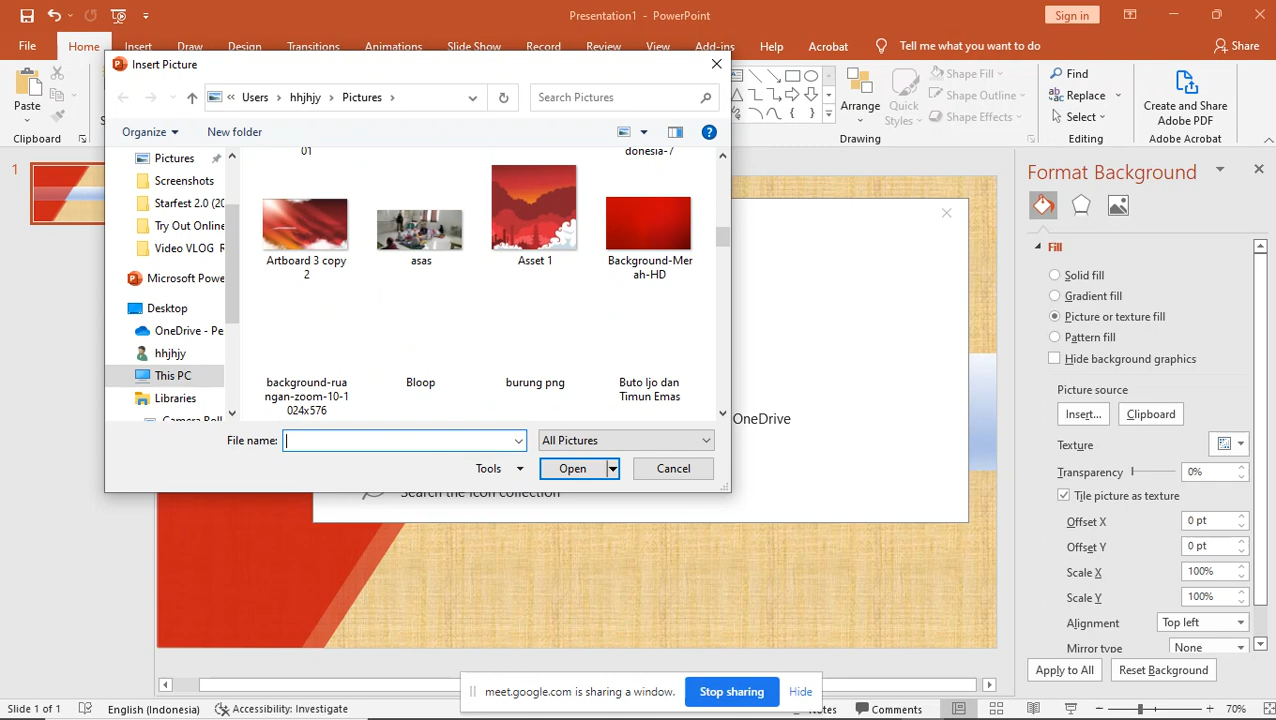 Presentation1 - PowerPoint
Sign in
File Home Insert Draw Design Transitions Animations Slide Show Record Review View Add-ins Help Acrobat Tell me what you want to do Share
Paste
Clipboard
Arrange
Quick Styles
Shape Fill
Shape Outline
Shape Effects
Drawing
Find
Replace
Select
Editing
Create and Share
Adobe PDF
Adobe Acrobat
Insert Picture
Users hhjhjy Pictures
Search Pictures
Organize New folder
Pictures
Screenshots
Starfest 2.0 (20
Try Out Online
Video VLOG R
Microsoft Powe
Desktop
OneDrive - Pe
hhjhjy
This PC
Libraries
Camera Roll
01
donesia-7
Artboard 3 copy
2
asas
Asset 1
Background-Mer
ah-HD
background-rua
ngan-zoom-10-1
024x576
Bloop
burung png
Buto Ijo dan
Timun Emas
File name:
All Pictures
Tools Open Cancel
OneDrive
Search the icon collection
1
Format Background
Fill
Solid fill
Gradient fill
Picture or texture fill
Pattern fill
Hide background graphics
Picture source
Insert... Clipboard
Texture
Transparency 0%
Tile picture as texture
Offset X 0 pt
Offset Y 0 pt
Scale X 100%
Scale Y 100%
Alignment Top left
Mirror type None
Apply to All Reset Background
meet.google.com is sharing a window. Stop sharing Hide
Slide 1 of 1 English (Indonesia) Accessibility: Investigate Notes Comments 70%